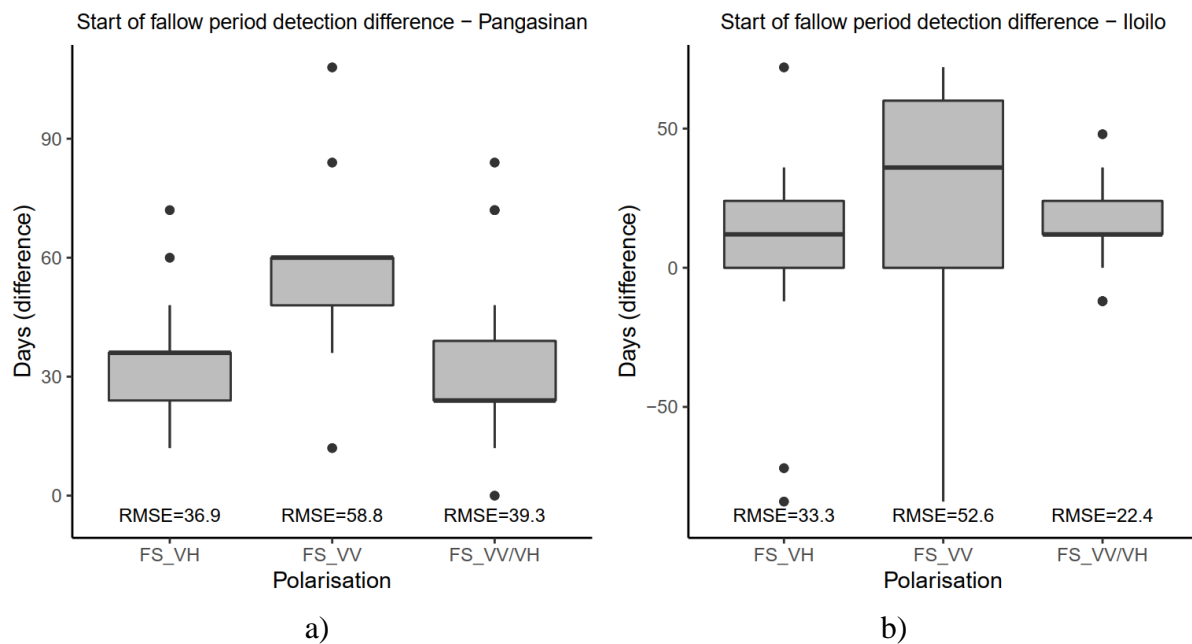 Start of fallow period detection difference − Pangasinan
Days (difference)
90
60
30
0
RMSE=36.9 RMSE=58.8 RMSE=39.3
FS_VH FS_VV FS_VV/VH
Polarisation
a)
Start of fallow period detection difference − Iloilo
Days (difference)
50
0
−50
RMSE=33.3 RMSE=52.6 RMSE=22.4
FS_VH FS_VV FS_VV/VH
Polarisation
b)